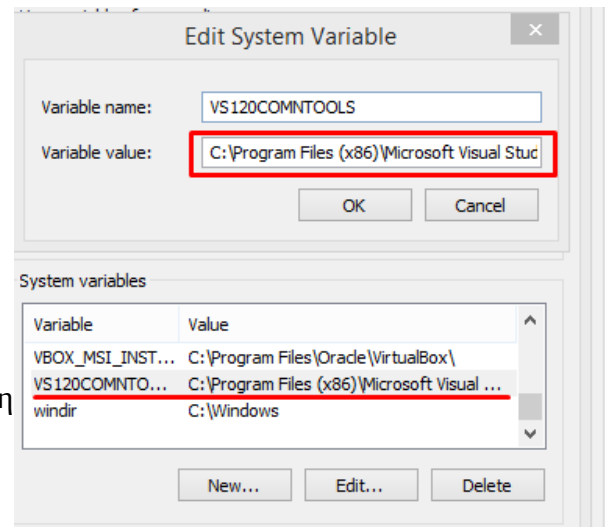 Edit System Variable
Variable name: VS120COMNTOOLS
Variable value: C:\Program Files (x86)\Microsoft Visual Stud
OK Cancel
System variables
Variable Value
VBOX_MSI_INST... C:\Program Files\Oracle\VirtualBox\
VS120COMNTO... C:\Program Files (x86)\Microsoft Visual ...
η
windir C:\Windows
New... Edit... Delete